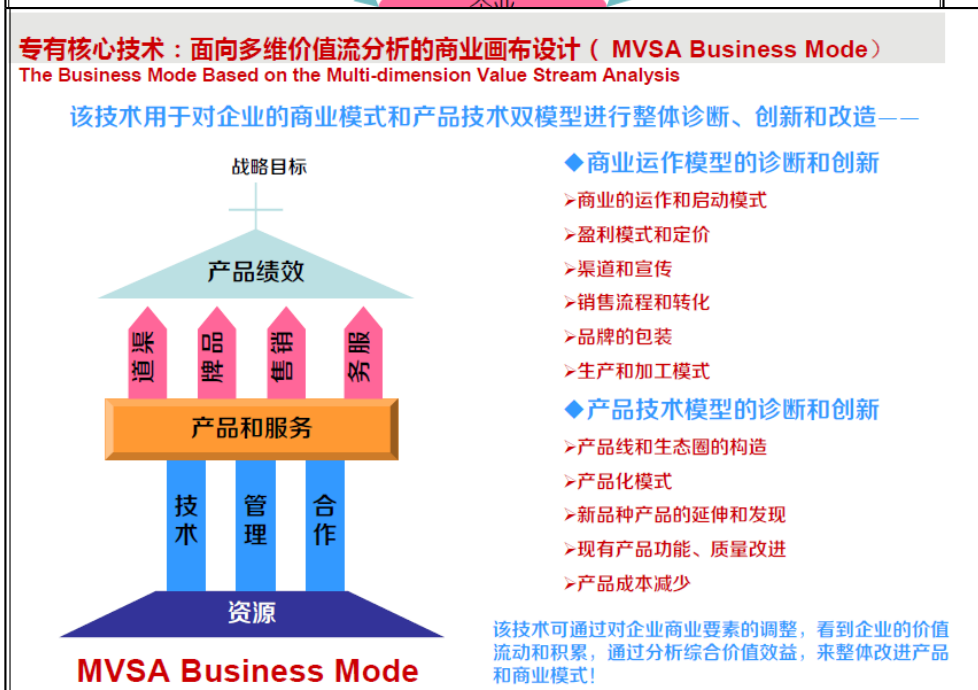 企业
专有核心技术：面向多维价值流分析的商业画布设计（ MVSA Business Mode）
The Business Mode Based on the Multi-dimension Value Stream Analysis
该技术用于对企业的商业模式和产品技术双模型进行整体诊断、创新和改造——
战略目标
产品绩效
渠道
品牌
销售
服务
产品和服务
技术
管理
合作
资源
MVSA Business Mode
◆商业运作模型的诊断和创新
➢商业的运作和启动模式
➢盈利模式和定价
➢渠道和宣传
➢销售流程和转化
➢品牌的包装
➢生产和加工模式
◆产品技术模型的诊断和创新
➢产品线和生态圈的构造
➢产品化模式
➢新品种产品的延伸和发现
➢现有产品功能、质量改进
➢产品成本减少
该技术可通过对企业商业要素的调整，看到企业的价值
流动和积累，通过分析综合价值效益，来整体改进产品
和商业模式！